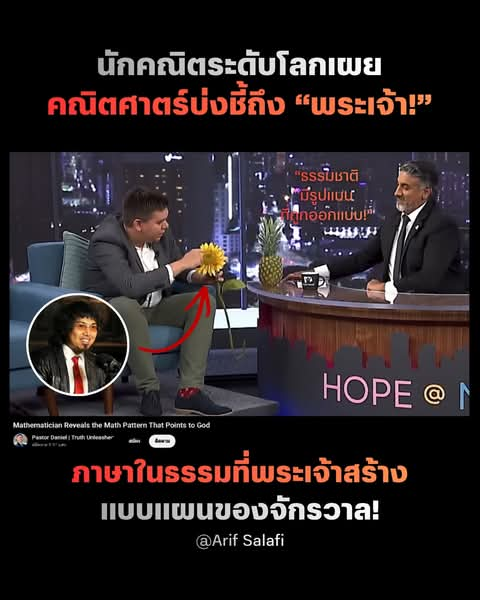 นักคณิตระดับโลกเผย
คณิตศาตร์บ่งชี้ถึง “พระเจ้า!”
“ธรรมชาติ
มีรูปแบบ
ที่ถูกออกแบบ!”
HOPE @ N
Mathematician Reveals the Math Pattern That Points to God
Pastor Daniel | Truth Unleashed
ภาษาในธรรมที่พระเจ้าสร้าง
แบบแผนของจักรวาล!
@Arif Salafi